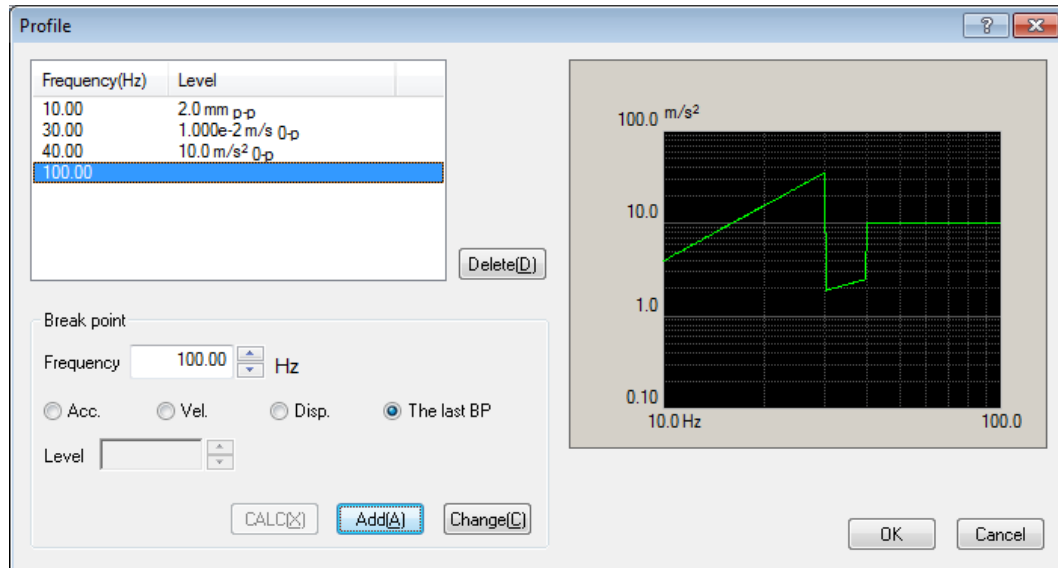 Profile
Frequency(Hz) Level
10.00 2.0 mm p-p
30.00 1.000e-2 m/s 0-p
40.00 10.0 m/s² 0-p
100.00
Delete(D)
Break point
Frequency 100.00 Hz
Acc. Vel. Disp. The last BP
Level
CALC(X) Add(A) Change(C)
100.0 m/s²
10.0
1.0
0.10
10.0 Hz 100.0
OK Cancel